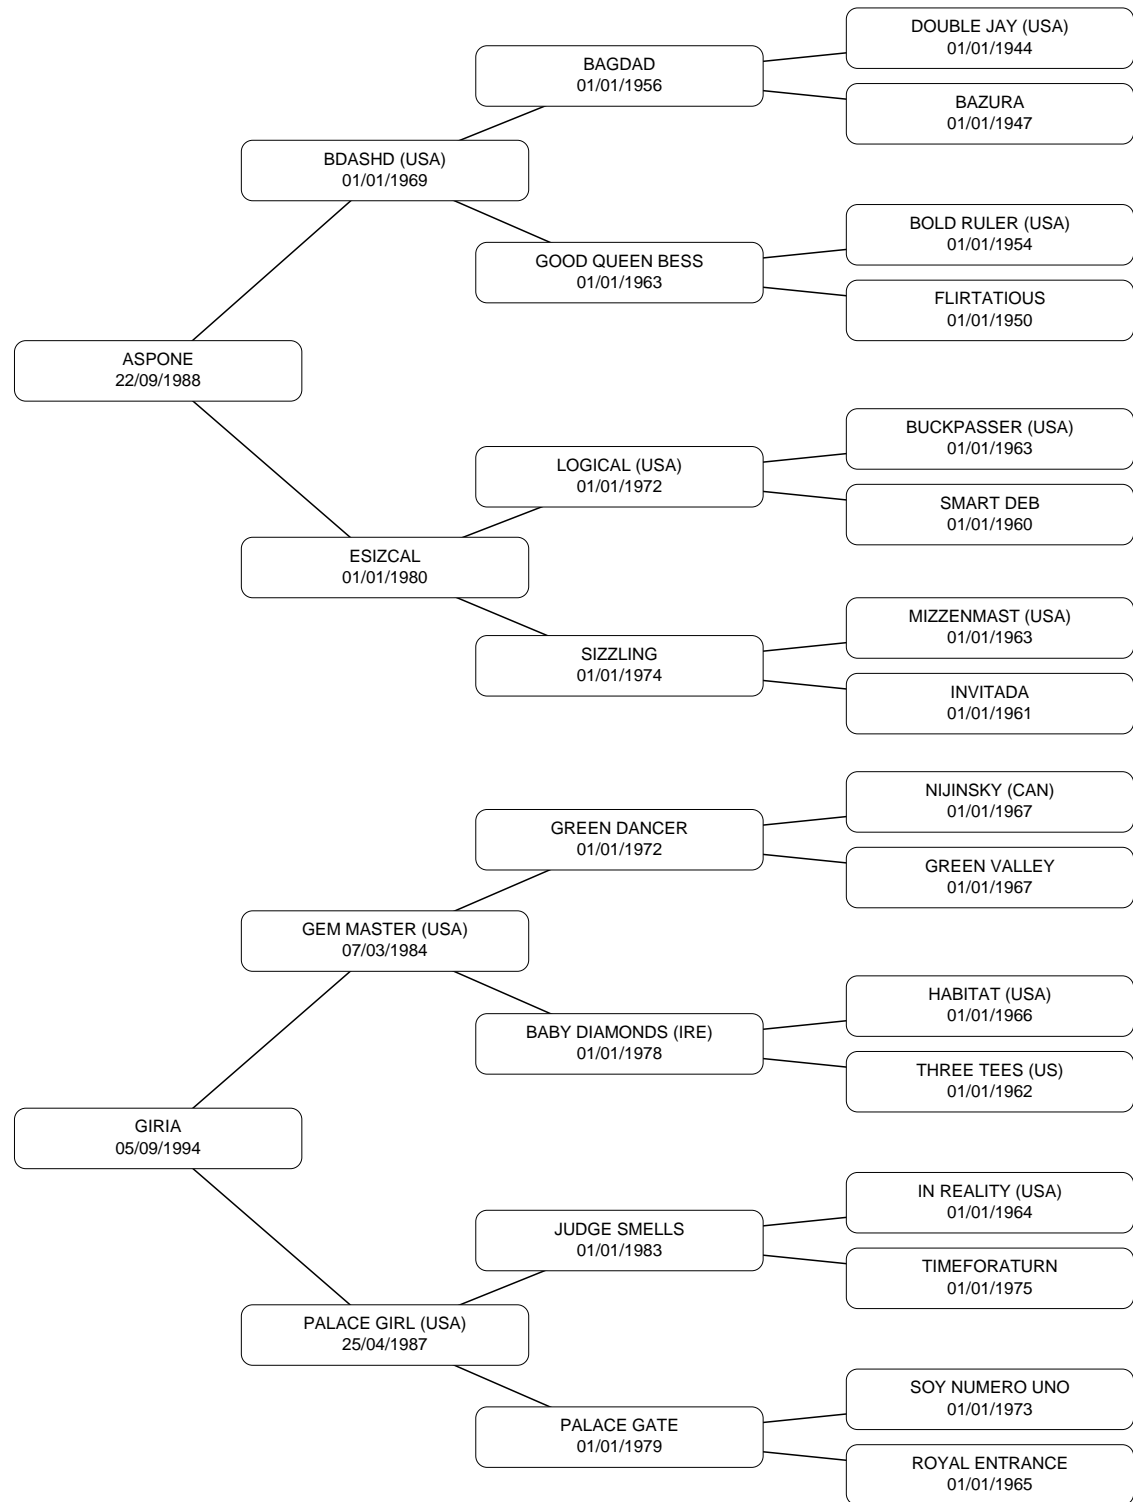 DOUBLE JAY (USA)
01/01/1944
BAGDAD
01/01/1956
BAZURA
01/01/1947
BDASHD (USA)
01/01/1969
BOLD RULER (USA)
01/01/1954
GOOD QUEEN BESS
01/01/1963
FLIRTATIOUS
01/01/1950
ASPONE
22/09/1988
BUCKPASSER (USA)
01/01/1963
LOGICAL (USA)
01/01/1972
SMART DEB
01/01/1960
ESIZCAL
01/01/1980
MIZZENMAST (USA)
01/01/1963
SIZZLING
01/01/1974
INVITADA
01/01/1961
NIJINSKY (CAN)
01/01/1967
GREEN DANCER
01/01/1972
GREEN VALLEY
01/01/1967
GEM MASTER (USA)
07/03/1984
HABITAT (USA)
01/01/1966
BABY DIAMONDS (IRE)
01/01/1978
THREE TEES (US)
01/01/1962
GIRIA
05/09/1994
IN REALITY (USA)
01/01/1964
JUDGE SMELLS
01/01/1983
TIMEFORATURN
01/01/1975
PALACE GIRL (USA)
25/04/1987
SOY NUMERO UNO
01/01/1973
PALACE GATE
01/01/1979
ROYAL ENTRANCE
01/01/1965